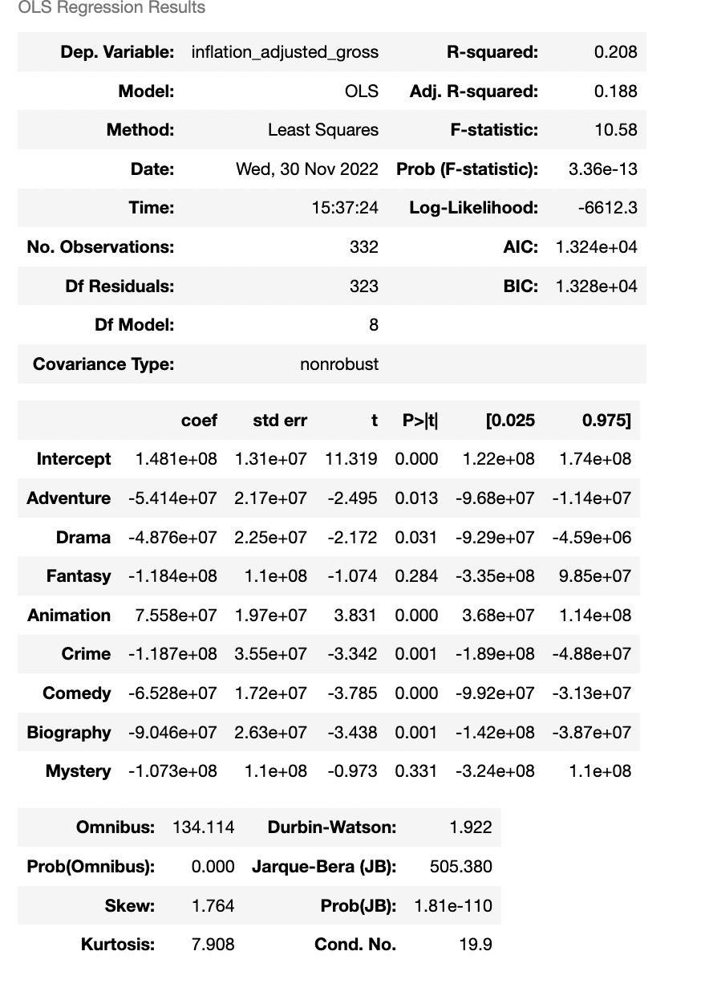 OLS Regression Results
Dep. Variable: inflation_adjusted_gross R-squared: 0.208
Model: OLS Adj. R-squared: 0.188
Method: Least Squares F-statistic: 10.58
Date: Wed, 30 Nov 2022 Prob (F-statistic): 3.36e-13
Time: 15:37:24 Log-Likelihood: -6612.3
No. Observations: 332 AIC: 1.324e+04
Df Residuals: 323 BIC: 1.328e+04
Df Model: 8
Covariance Type: nonrobust
coef std err t P>|t| [0.025 0.975]
Intercept 1.481e+08 1.31e+07 11.319 0.000 1.22e+08 1.74e+08
Adventure -5.414e+07 2.17e+07 -2.495 0.013 -9.68e+07 -1.14e+07
Drama -4.876e+07 2.25e+07 -2.172 0.031 -9.29e+07 -4.59e+06
Fantasy -1.184e+08 1.1e+08 -1.074 0.284 -3.35e+08 9.85e+07
Animation 7.558e+07 1.97e+07 3.831 0.000 3.68e+07 1.14e+08
Crime -1.187e+08 3.55e+07 -3.342 0.001 -1.89e+08 -4.88e+07
Comedy -6.528e+07 1.72e+07 -3.785 0.000 -9.92e+07 -3.13e+07
Biography -9.046e+07 2.63e+07 -3.438 0.001 -1.42e+08 -3.87e+07
Mystery -1.073e+08 1.1e+08 -0.973 0.331 -3.24e+08 1.1e+08
Omnibus: 134.114 Durbin-Watson: 1.922
Prob(Omnibus): 0.000 Jarque-Bera (JB): 505.380
Skew: 1.764 Prob(JB): 1.81e-110
Kurtosis: 7.908 Cond. No. 19.9